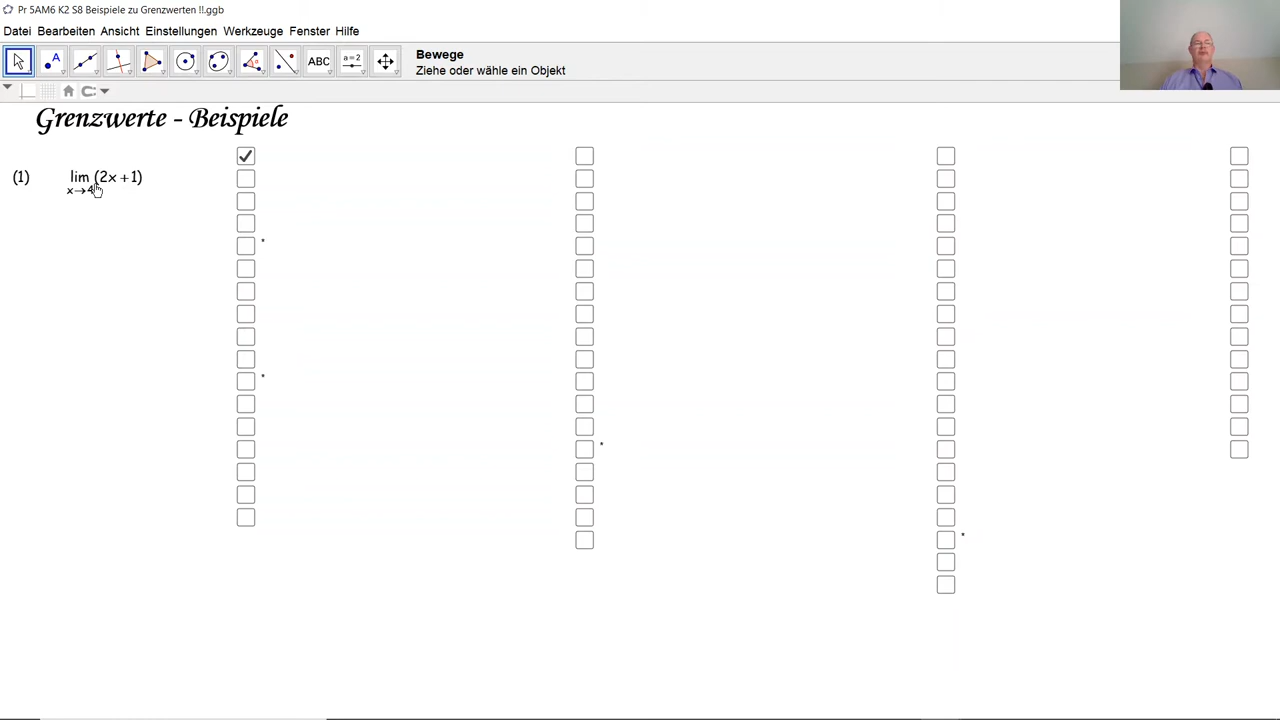 Pr 5AM6 K2 S8 Beispiele zu Grenzwerten !!.ggb
Datei Bearbeiten Ansicht Einstellungen Werkzeuge Fenster Hilfe
A
ABC
a=2
Bewege
Ziehe oder wähle ein Objekt
Grenzwerte - Beispiele
(1) lim (2x + 1)
x→4
*
*
*
*